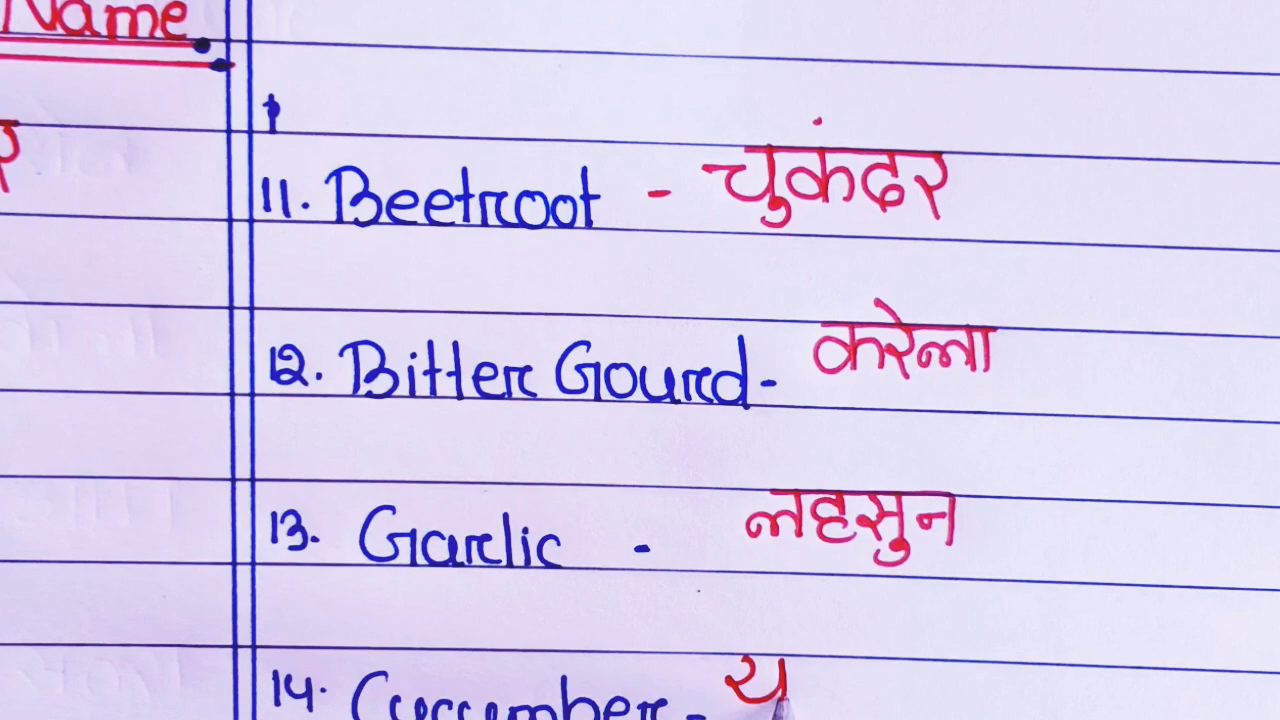 Name.
11. Beetroot - चुकंदर
12. Bitter Gourd - करेला
13. Garlic - लहसुन
14. Cucumber -